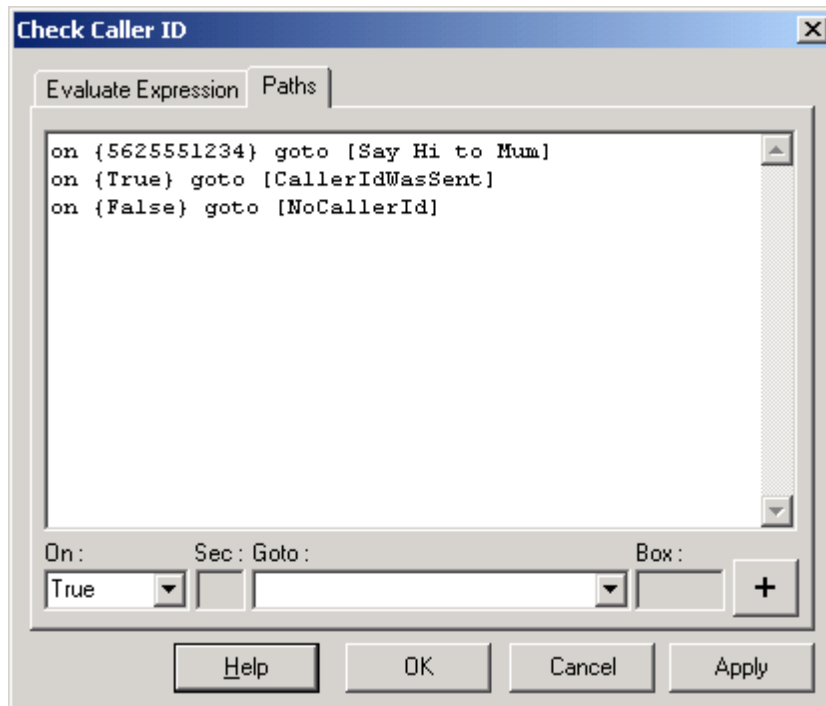 Check Caller ID
Evaluate Expression Paths
on {5625551234} goto [Say Hi to Mum]
on {True} goto [CallerIdWasSent]
on {False} goto [NoCallerId]
On : Sec : Goto : Box :
True +
Help OK Cancel Apply